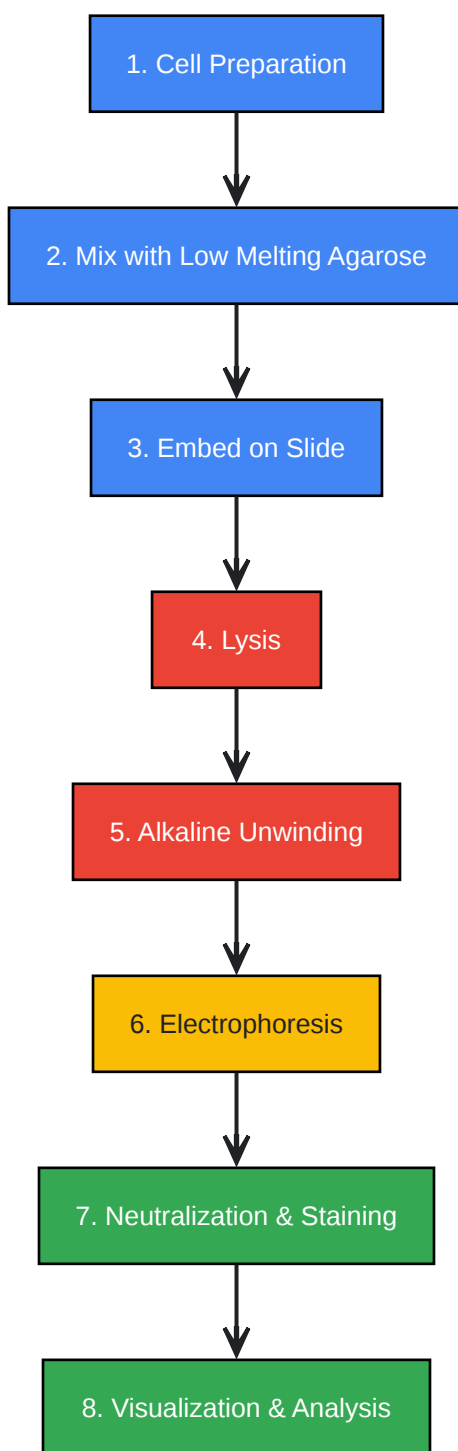 1. Cell Preparation
2. Mix with Low Melting Agarose
3. Embed on Slide
4. Lysis
5. Alkaline Unwinding
6. Electrophoresis
7. Neutralization & Staining
8. Visualization & Analysis